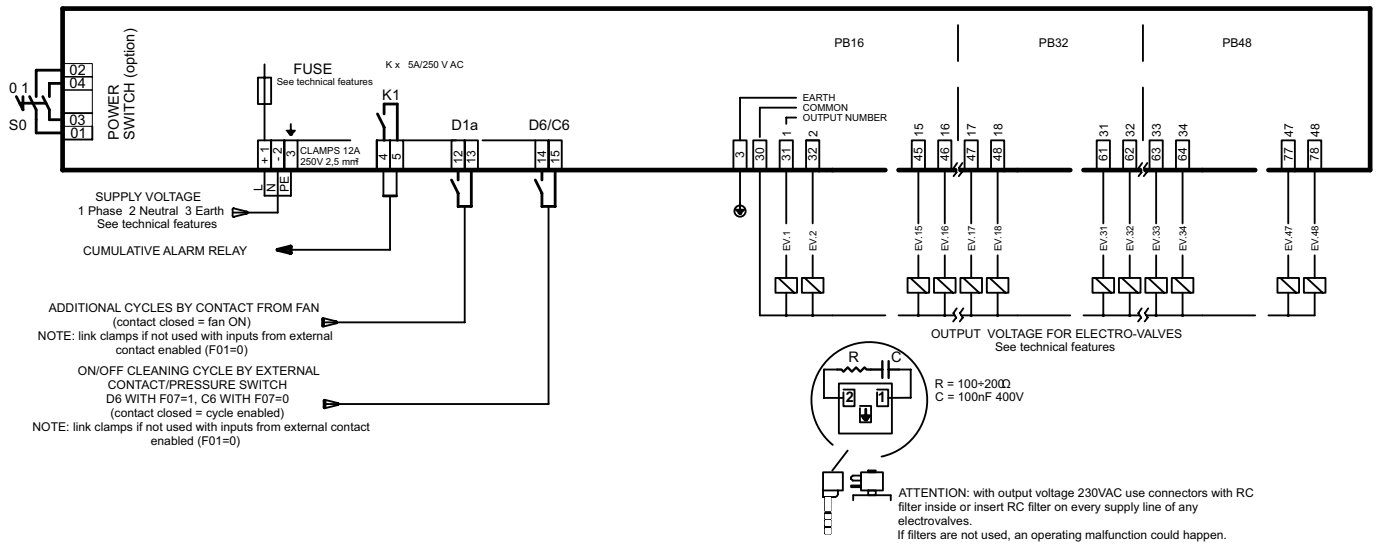 PB16 PB32 PB48
02
04
03
01
0 1
S0
POWER
SWITCH (option)
FUSE
See technical features
K x 5A/250 V AC
K1
D1a
D6/C6
+ 1
- 2
3
CLAMPS 12A
250V 2,5 mm²
4
5
12
13
14
15
L
N
PE
EARTH
COMMON
OUTPUT NUMBER
1
2
15
16
17
18
31
32
33
34
47
48
3
30
31
32
45
46
47
48
61
62
63
64
77
78
SUPPLY VOLTAGE
1 Phase 2 Neutral 3 Earth
See technical features
CUMULATIVE ALARM RELAY
EV.1
EV.2
EV.15
EV.16
EV.17
EV.18
EV.31
EV.32
EV.33
EV.34
EV.47
EV.48
ADDITIONAL CYCLES BY CONTACT FROM FAN
(contact closed = fan ON)
NOTE: link clamps if not used with inputs from external
contact enabled (F01=0)
ON/OFF CLEANING CYCLE BY EXTERNAL
CONTACT/PRESSURE SWITCH
D6 WITH F07=1, C6 WITH F07=0
(contact closed = cycle enabled)
NOTE: link clamps if not used with inputs from external contact
enabled (F01=0)
OUTPUT VOLTAGE FOR ELECTRO-VALVES
See technical features
R C
2 1
R = 100÷200Ω
C = 100nF 400V
ATTENTION: with output voltage 230VAC use connectors with RC
filter inside or insert RC filter on every supply line of any
electrovalves.
If filters are not used, an operating malfunction could happen.